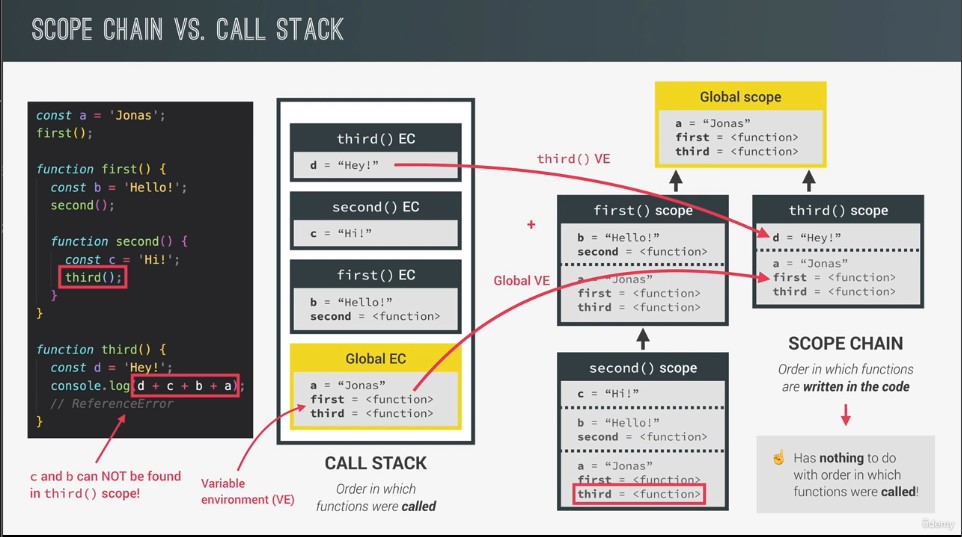 SCOPE CHAIN VS. CALL STACK
const a = 'Jonas';
first();
function first() {
const b = 'Hello!';
second();
function second() {
const c = 'Hi!';
third();
}
}
function third() {
const d = 'Hey!';
console.log(d + c + b + a);
// ReferenceError
}
c and b can NOT be found
in third() scope!
third() EC
d = “Hey!”
second() EC
c = “Hi!”
first() EC
b = “Hello!”
second = <function>
Global EC
a = “Jonas”
first = <function>
third = <function>
Variable
environment (VE)
CALL STACK
Order in which
functions were called
third() VE
+
Global VE
Global scope
a = “Jonas”
first = <function>
third = <function>
first() scope
b = “Hello!”
second = <function>
a = “Jonas”
first = <function>
third = <function>
second() scope
c = “Hi!”
b = “Hello!”
second = <function>
a = “Jonas”
first = <function>
third = <function>
third() scope
d = “Hey!”
a = “Jonas”
first = <function>
third = <function>
SCOPE CHAIN
Order in which functions
are written in the code
☝ Has nothing to do
with order in which
functions were called!
ûdemy